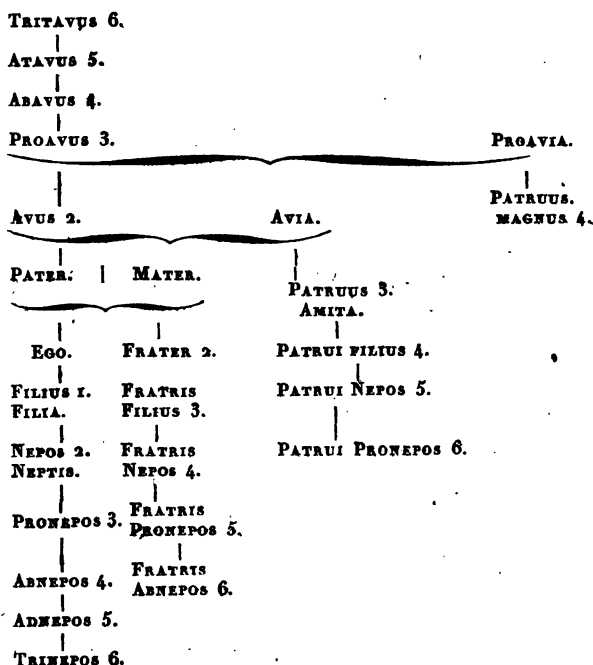 TRITAVUS 6.
ATAVUS 5.
ABAVUS 4.
PROAVUS 3. PROAVIA.
PATRUUS.
AVUS 2. AVIA. MAGNUS 4.
PATER. MATER.
PATRUUS 3.
AMITA.
EGO. FRATER 2. PATRUI FILIUS 4.
FILIUS 1. FRATRIS PATRUI NEPOS 5.
FILIA. FILIUS 3.
NEPOS 2. FRATRIS PATRUI PRONEPOS 6.
NEPTIS. NEPOS 4.
FRATRIS
PRONEPOS 3. PRONEPOS 5.
FRATRIS
ABNEPOS 4. ABNEPOS 6.
ADNEPOS 5.
TRINEPOS 6.